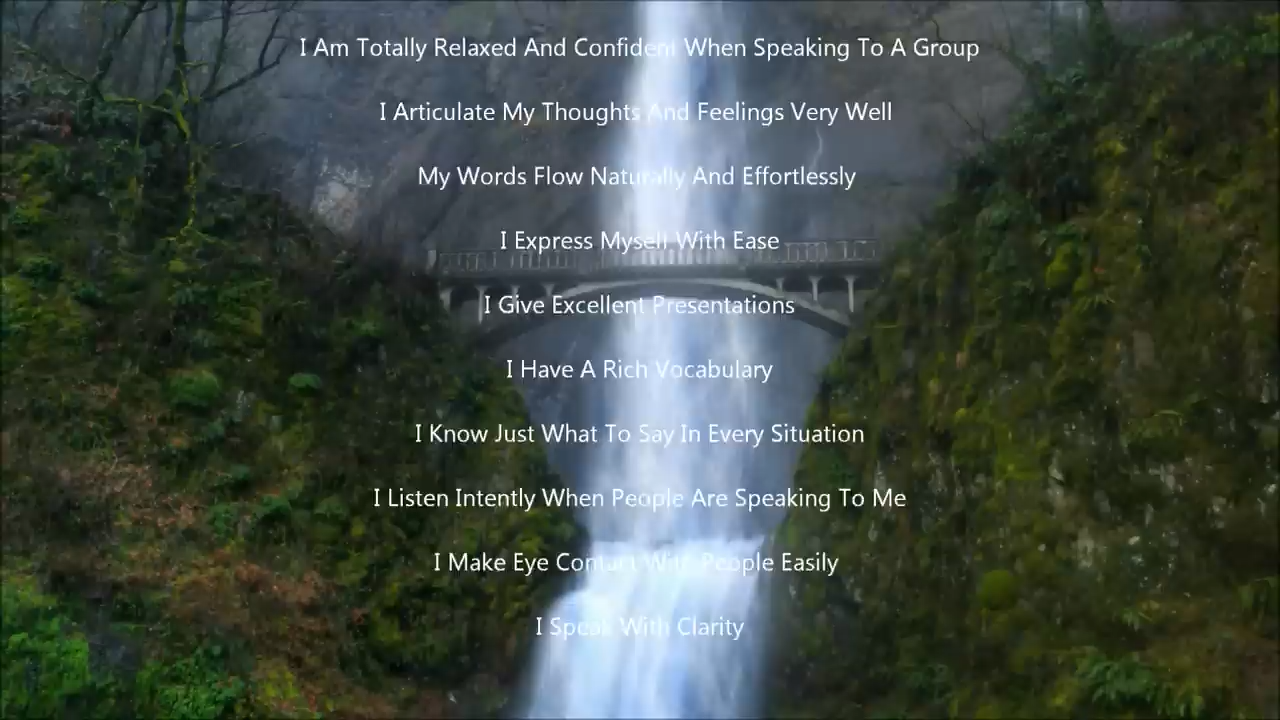 I Am Totally Relaxed And Confident When Speaking To A Group
I Articulate My Thoughts And Feelings Very Well
My Words Flow Naturally And Effortlessly
I Express Myself With Ease
I Give Excellent Presentations
I Have A Rich Vocabulary
I Know Just What To Say In Every Situation
I Listen Intently When People Are Speaking To Me
I Make Eye Contact With People Easily
I Speak With Clarity